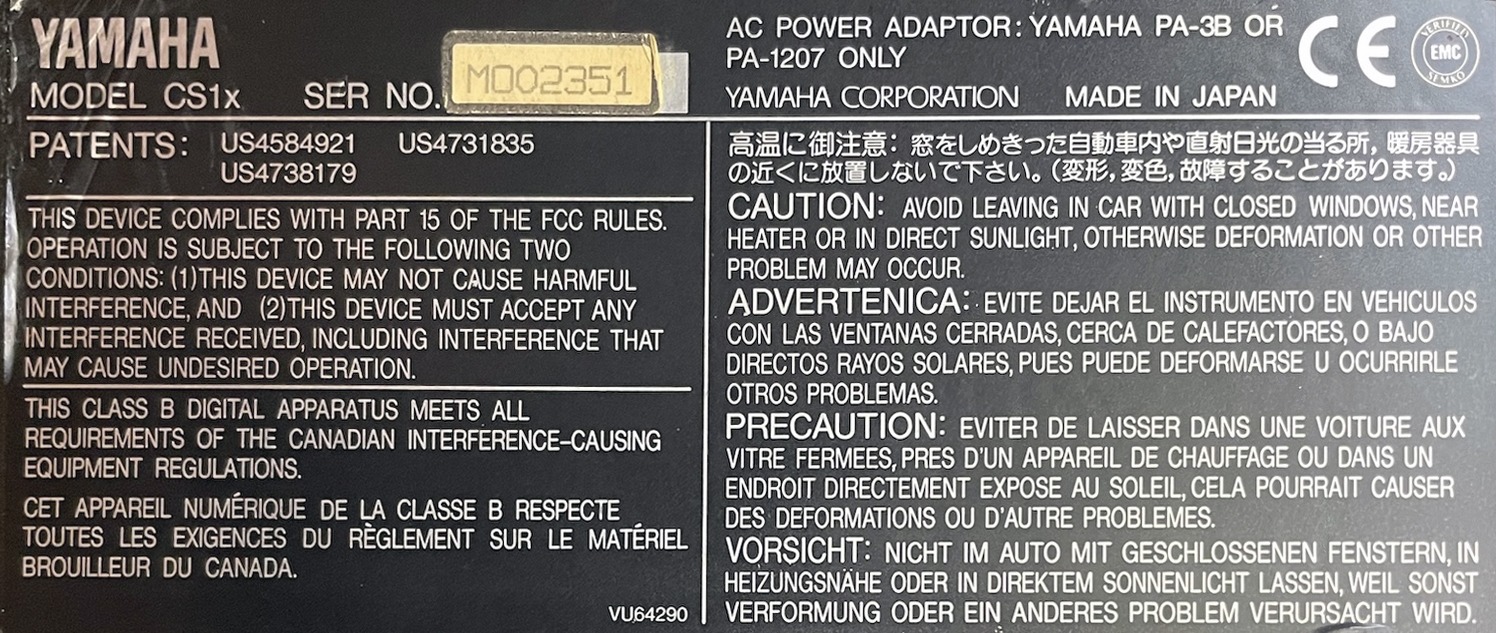 YAMAHA
MODEL CS1x SER NO. M002351
AC POWER ADAPTOR: YAMAHA PA-3B OR
PA-1207 ONLY
YAMAHA CORPORATION MADE IN JAPAN
CE
VERIFIED
EMC
SEMKO
PATENTS: US4584921 US4731835
US4738179
THIS DEVICE COMPLIES WITH PART 15 OF THE FCC RULES.
OPERATION IS SUBJECT TO THE FOLLOWING TWO
CONDITIONS: (1)THIS DEVICE MAY NOT CAUSE HARMFUL
INTERFERENCE, AND (2)THIS DEVICE MUST ACCEPT ANY
INTERFERENCE RECEIVED, INCLUDING INTERFERENCE THAT
MAY CAUSE UNDESIRED OPERATION.
THIS CLASS B DIGITAL APPARATUS MEETS ALL
REQUIREMENTS OF THE CANADIAN INTERFERENCE-CAUSING
EQUIPMENT REGULATIONS.
CET APPAREIL NUMÉRIQUE DE LA CLASSE B RESPECTE
TOUTES LES EXIGENCES DU RÈGLEMENT SUR LE MATÉRIEL
BROUILLEUR DU CANADA.
VU64290
高温に御注意: 窓をしめきった自動車内や直射日光の当る所, 暖房器具
の近くに放置しないで下さい。(変形, 変色, 故障することがあります。)
CAUTION: AVOID LEAVING IN CAR WITH CLOSED WINDOWS, NEAR
HEATER OR IN DIRECT SUNLIGHT, OTHERWISE DEFORMATION OR OTHER
PROBLEM MAY OCCUR.
ADVERTENICA: EVITE DEJAR EL INSTRUMENTO EN VEHICULOS
CON LAS VENTANAS CERRADAS, CERCA DE CALEFACTORES, O BAJO
DIRECTOS RAYOS SOLARES, PUES PUEDE DEFORMARSE U OCURRIRLE
OTROS PROBLEMAS.
PRECAUTION: EVITER DE LAISSER DANS UNE VOITURE AUX
VITRE FERMEES, PRES D'UN APPAREIL DE CHAUFFAGE OU DANS UN
ENDROIT DIRECTEMENT EXPOSE AU SOLEIL, CELA POURRAIT CAUSER
DES DEFORMATIONS OU D'AUTRE PROBLEMES.
VORSICHT: NICHT IM AUTO MIT GESCHLOSSENEN FENSTERN, IN
HEIZUNGSNÄHE ODER IN DIREKTEM SONNENLICHT LASSEN, WEIL SONST
VERFORMUNG ODER EIN ANDERES PROBLEM VERURSACHT WIRD.